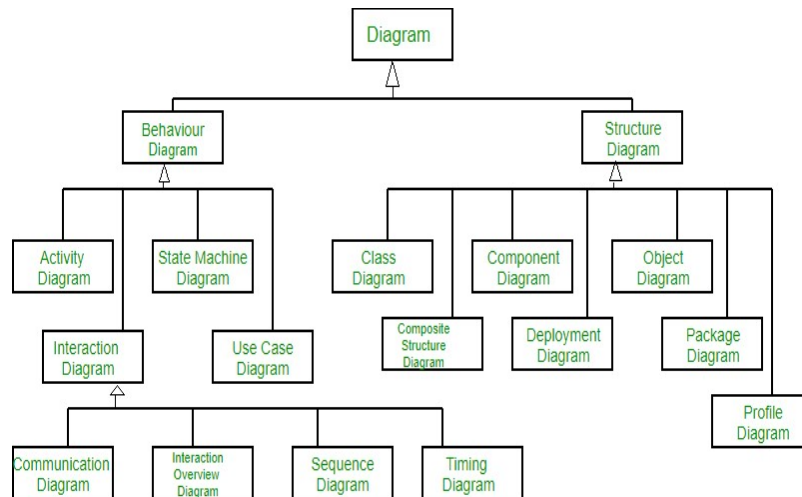 Diagram
Behaviour
Diagram
Structure
Diagram
Activity
Diagram
State Machine
Diagram
Class
Diagram
Component
Diagram
Object
Diagram
Interaction
Diagram
Use Case
Diagram
Composite
Structure
Diagram
Deployment
Diagram
Package
Diagram
Profile
Diagram
Communication
Diagram
Interaction
Overview
Diagram
Sequence
Diagram
Timing
Diagram